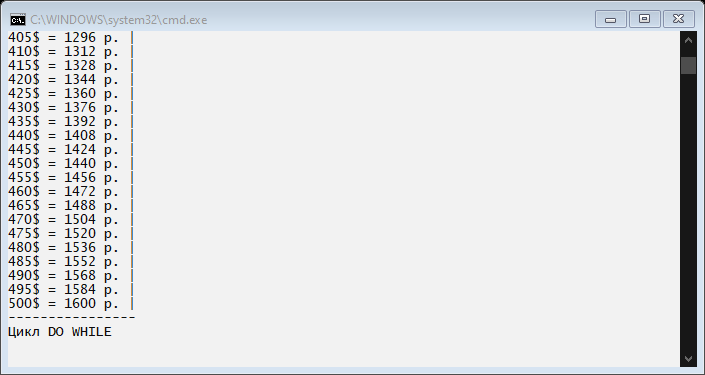 C:\WINDOWS\system32\cmd.exe
405$ = 1296 р. |
410$ = 1312 р. |
415$ = 1328 р. |
420$ = 1344 р. |
425$ = 1360 р. |
430$ = 1376 р. |
435$ = 1392 р. |
440$ = 1408 р. |
445$ = 1424 р. |
450$ = 1440 р. |
455$ = 1456 р. |
460$ = 1472 р. |
465$ = 1488 р. |
470$ = 1504 р. |
475$ = 1520 р. |
480$ = 1536 р. |
485$ = 1552 р. |
490$ = 1568 р. |
495$ = 1584 р. |
500$ = 1600 р. |
----------------
Цикл DO WHILE